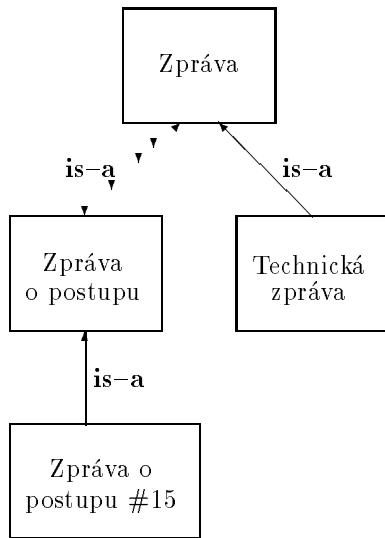 Zpráva
is–a
is–a
Zpráva
o postupu
Technická
zpráva
is–a
Zpráva o
postupu #15